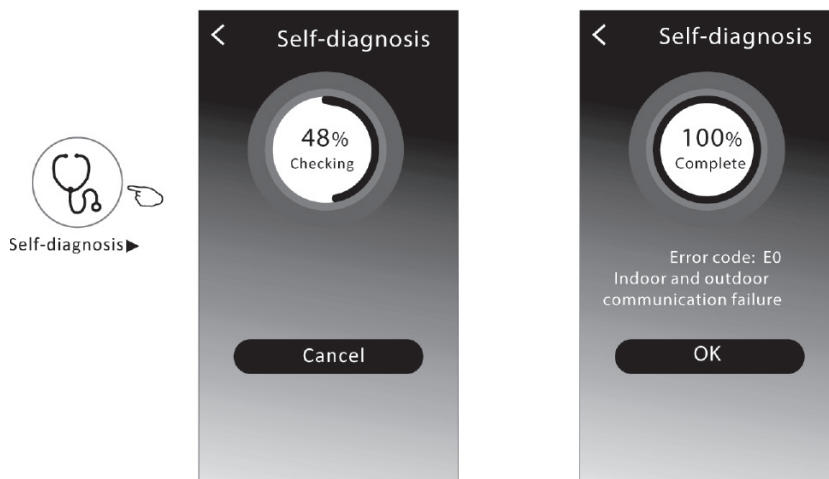 Self-diagnosis▶
Self-diagnosis
48%
Checking
Cancel
Self-diagnosis
100%
Complete
Error code: E0
Indoor and outdoor
communication failure
OK